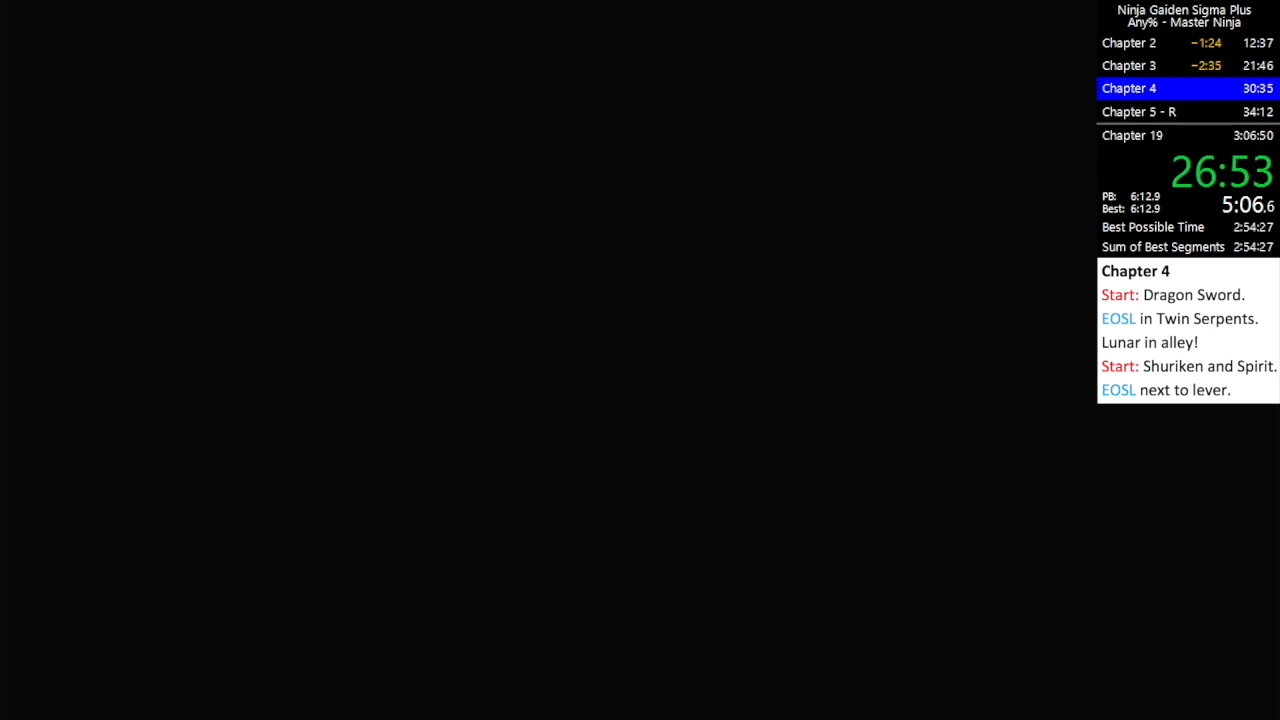 Ninja Gaiden Sigma Plus
Any% - Master Ninja
Chapter 2 −1:24 12:37
Chapter 3 −2:35 21:46
Chapter 4 30:35
Chapter 5 - R 34:12
Chapter 19 3:06:50
26:53
PB: 6:12.9
Best: 6:12.9 5:06.6
Best Possible Time 2:54:27
Sum of Best Segments 2:54:27
Chapter 4
Start: Dragon Sword.
EOSL in Twin Serpents.
Lunar in alley!
Start: Shuriken and Spirit.
EOSL next to lever.